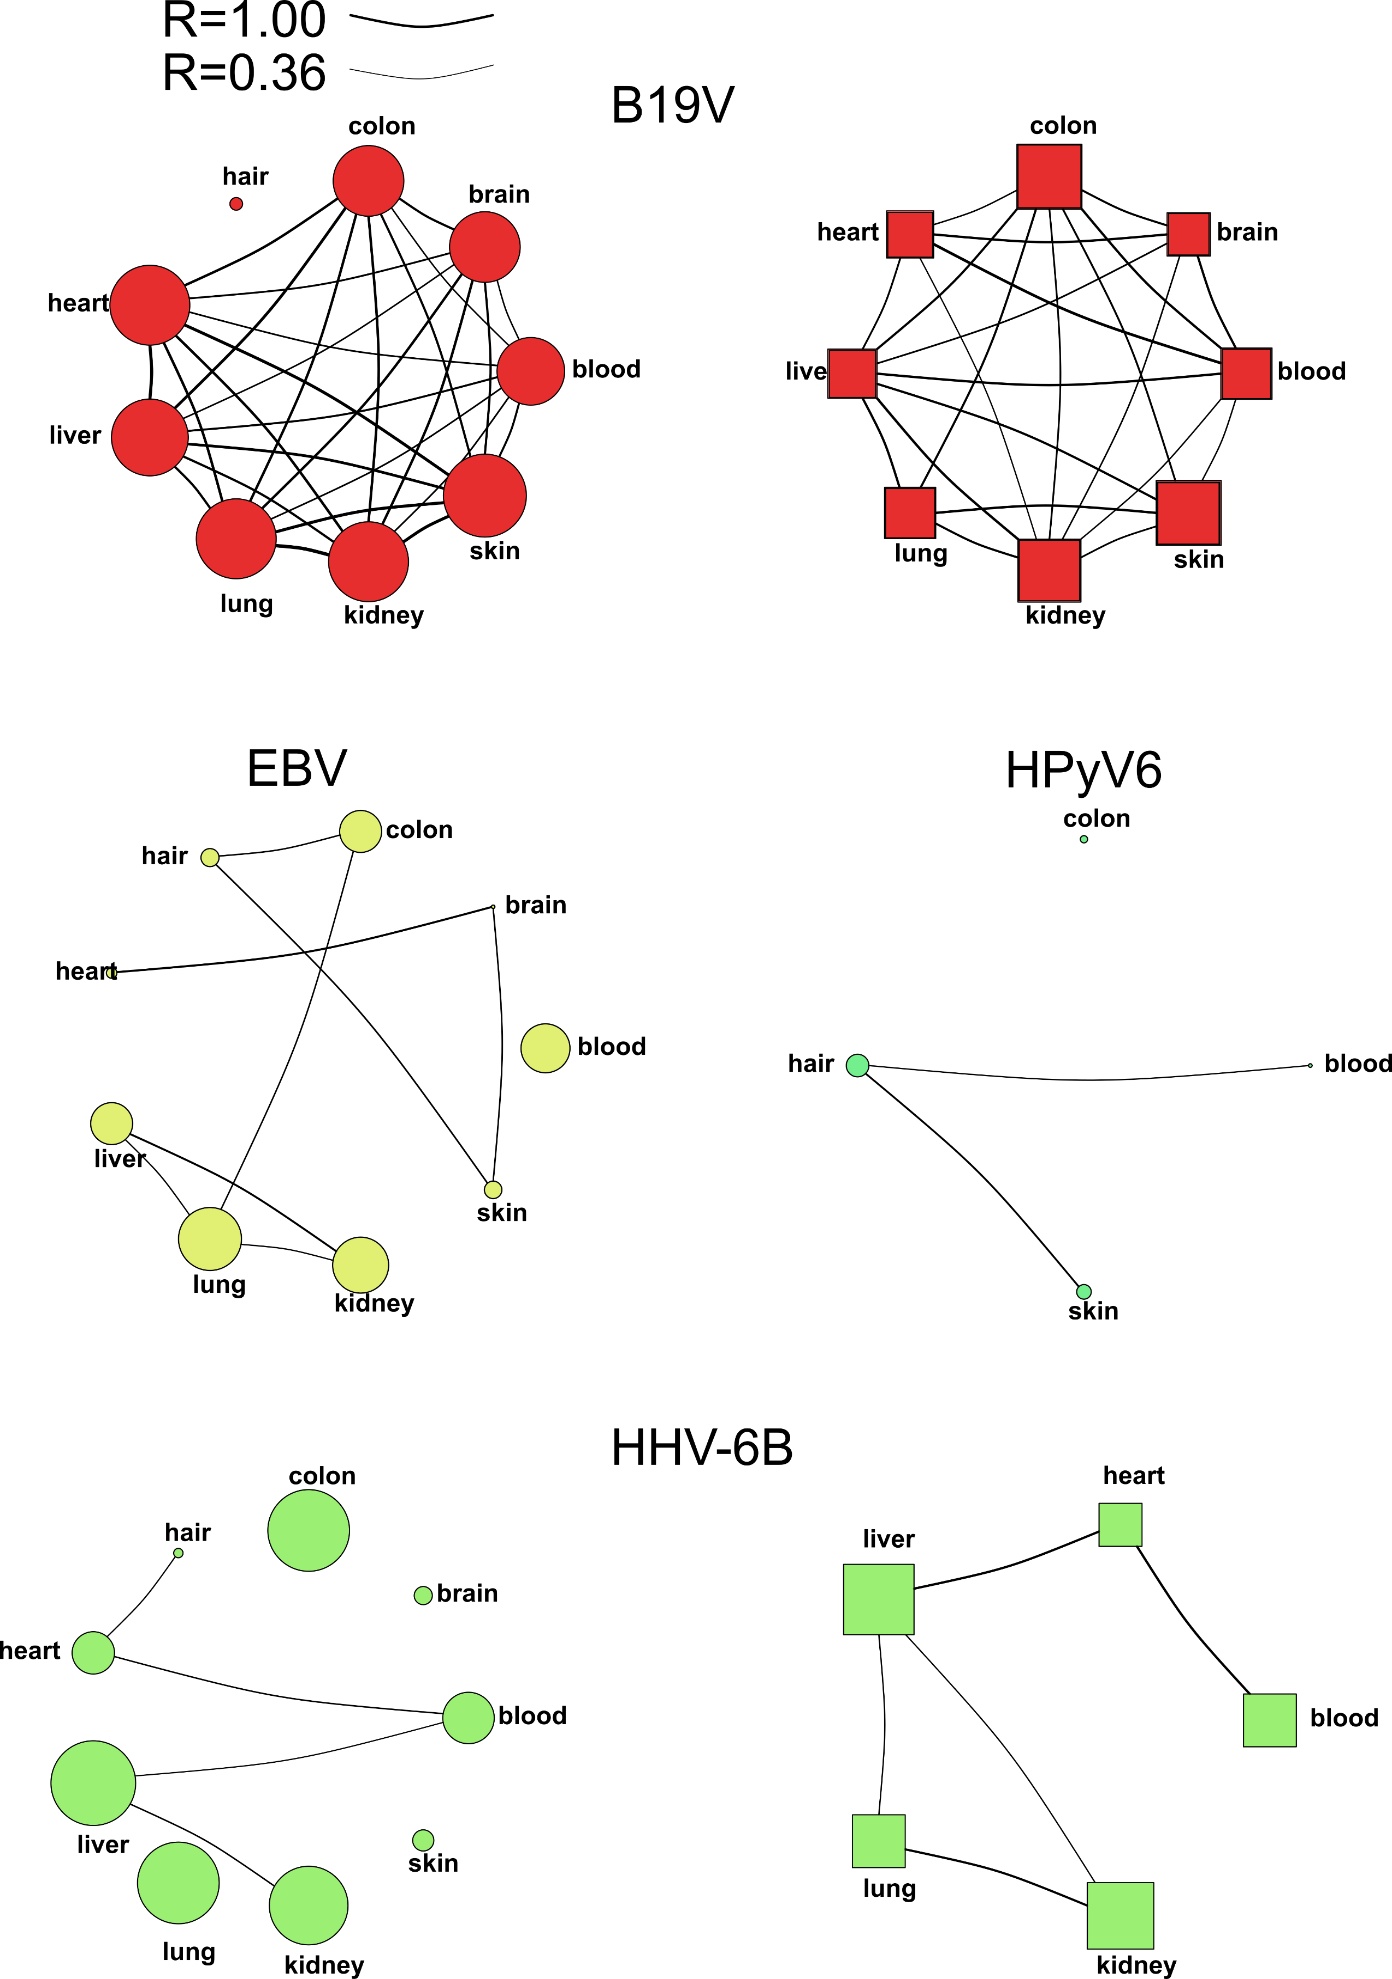 R=1.00
R=0.36
B19V
colon
hair
brain
heart
blood
liver
skin
lung
kidney
colon
heart
brain
live
blood
lung
skin
kidney
EBV
colon
hair
brain
heart
blood
liver
skin
lung
kidney
HPyV6
colon
hair
blood
skin
HHV-6B
colon
hair
brain
heart
blood
liver
skin
lung
kidney
heart
liver
blood
lung
kidney